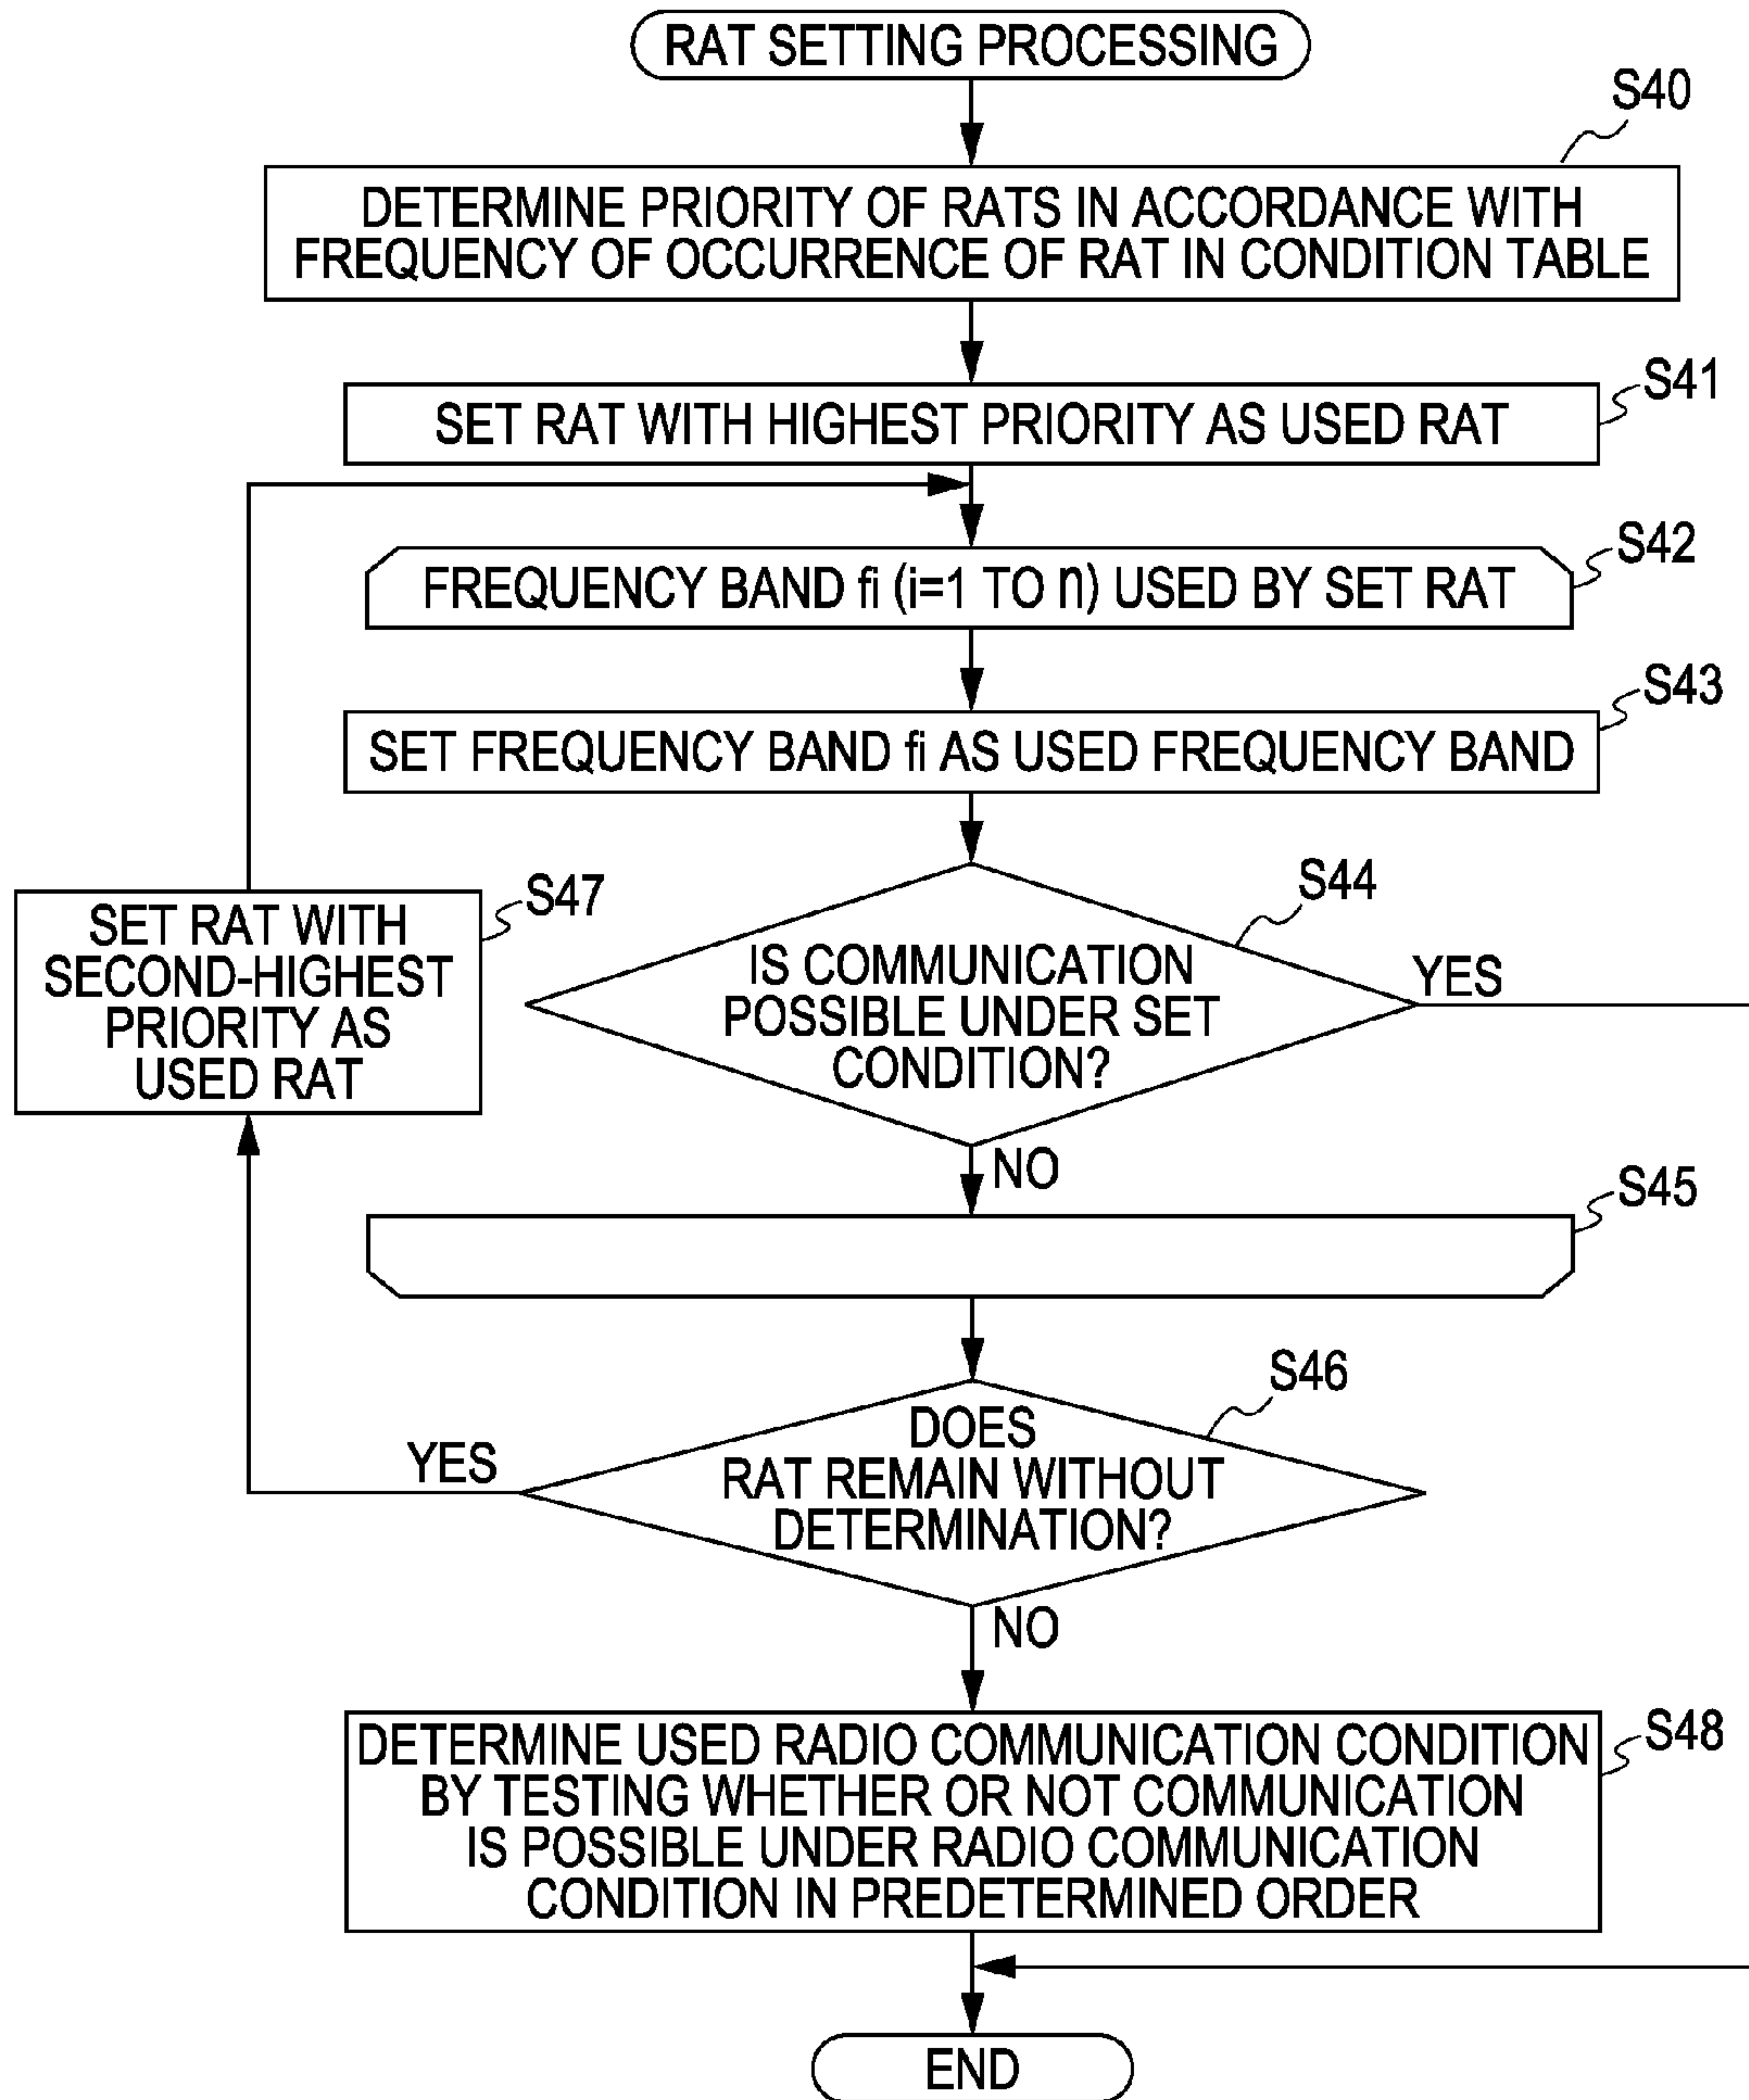 RAT SETTING PROCESSING
S40
DETERMINE PRIORITY OF RATS IN ACCORDANCE WITH
FREQUENCY OF OCCURRENCE OF RAT IN CONDITION TABLE
S41
SET RAT WITH HIGHEST PRIORITY AS USED RAT
S42
FREQUENCY BAND fi (i=1 TO n) USED BY SET RAT
S43
SET FREQUENCY BAND fi AS USED FREQUENCY BAND
S44
IS COMMUNICATION
POSSIBLE UNDER SET
CONDITION?
YES
NO
S47
SET RAT WITH
SECOND-HIGHEST
PRIORITY AS
USED RAT
S45
S46
DOES
RAT REMAIN WITHOUT
DETERMINATION?
YES
NO
S48
DETERMINE USED RADIO COMMUNICATION CONDITION
BY TESTING WHETHER OR NOT COMMUNICATION
IS POSSIBLE UNDER RADIO COMMUNICATION
CONDITION IN PREDETERMINED ORDER
END